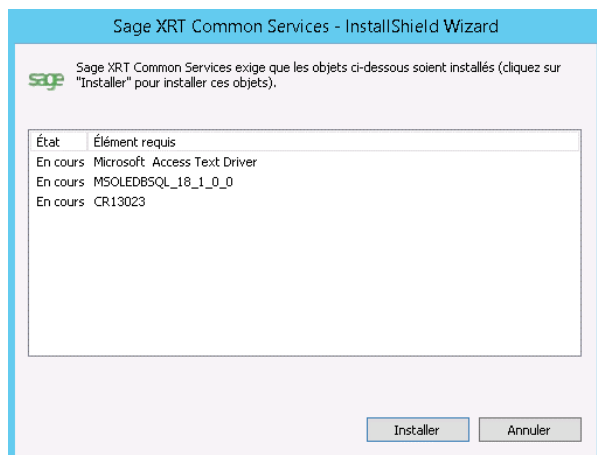 Sage XRT Common Services - InstallShield Wizard
sage
Sage XRT Common Services exige que les objets ci-dessous soient installés (cliquez sur
"Installer" pour installer ces objets).
État Élément requis
En cours Microsoft Access Text Driver
En cours MSOLEDBSQL_18_1_0_0
En cours CR13023
Installer Annuler